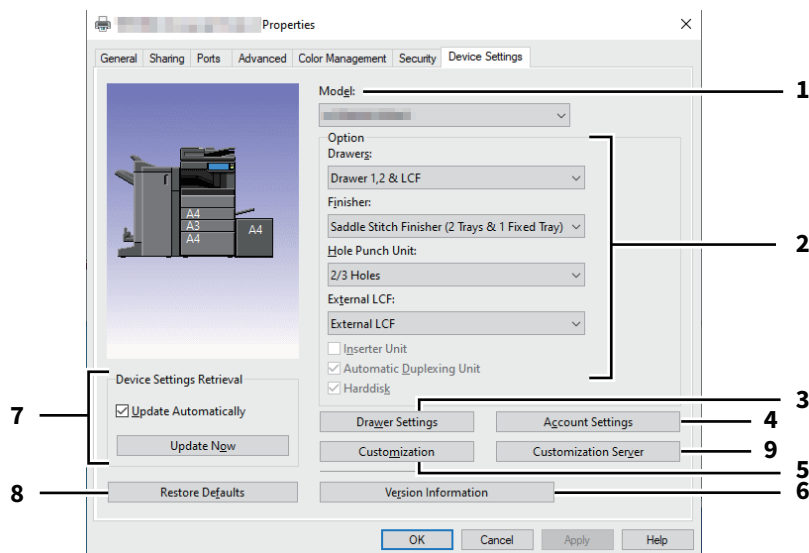 Properties
General Sharing Ports Advanced Color Management Security Device Settings
Model:
1
Option
Drawers:
Drawer 1,2 & LCF
Finisher:
Saddle Stitch Finisher (2 Trays & 1 Fixed Tray)
2
Hole Punch Unit:
2/3 Holes
External LCF:
External LCF
Inserter Unit
Automatic Duplexing Unit
Harddisk
A4
A3
A4
A4
Device Settings Retrieval
7
Update Automatically
Update Now
3
Drawer Settings
Account Settings
4
Customization
Customization Server
9
5
8
Restore Defaults
Version Information
6
OK Cancel Apply Help